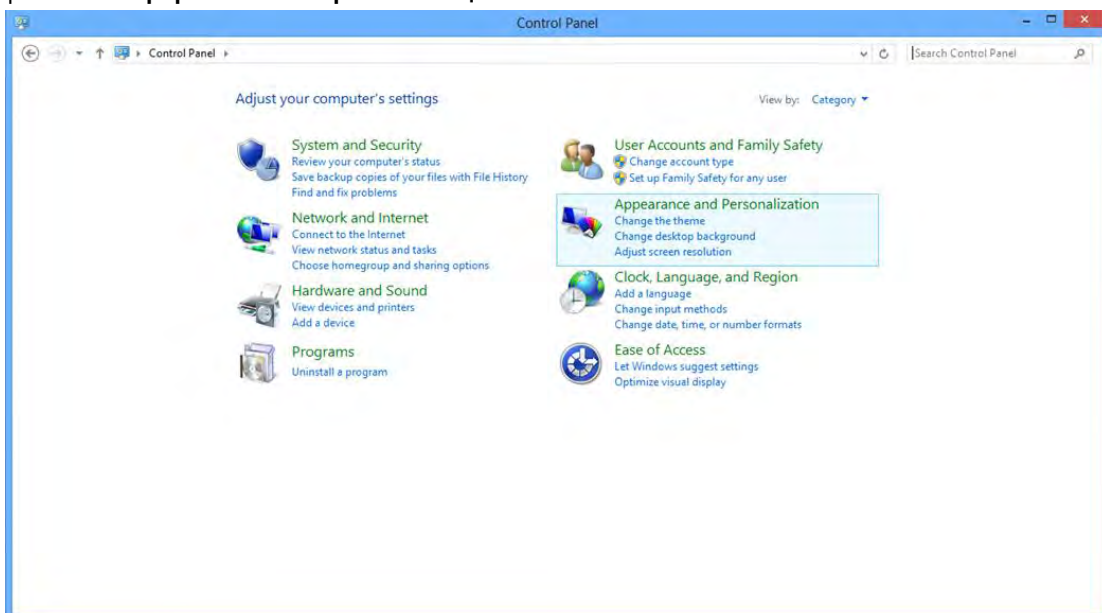 Control Panel
Control Panel
Search Control Panel
Adjust your computer's settings
View by: Category
System and Security
Review your computer's status
Save backup copies of your files with File History
Find and fix problems
Network and Internet
Connect to the Internet
View network status and tasks
Choose homegroup and sharing options
Hardware and Sound
View devices and printers
Add a device
Programs
Uninstall a program
User Accounts and Family Safety
Change account type
Set up Family Safety for any user
Appearance and Personalization
Change the theme
Change desktop background
Adjust screen resolution
Clock, Language, and Region
Add a language
Change input methods
Change date, time, or number formats
Ease of Access
Let Windows suggest settings
Optimize visual display